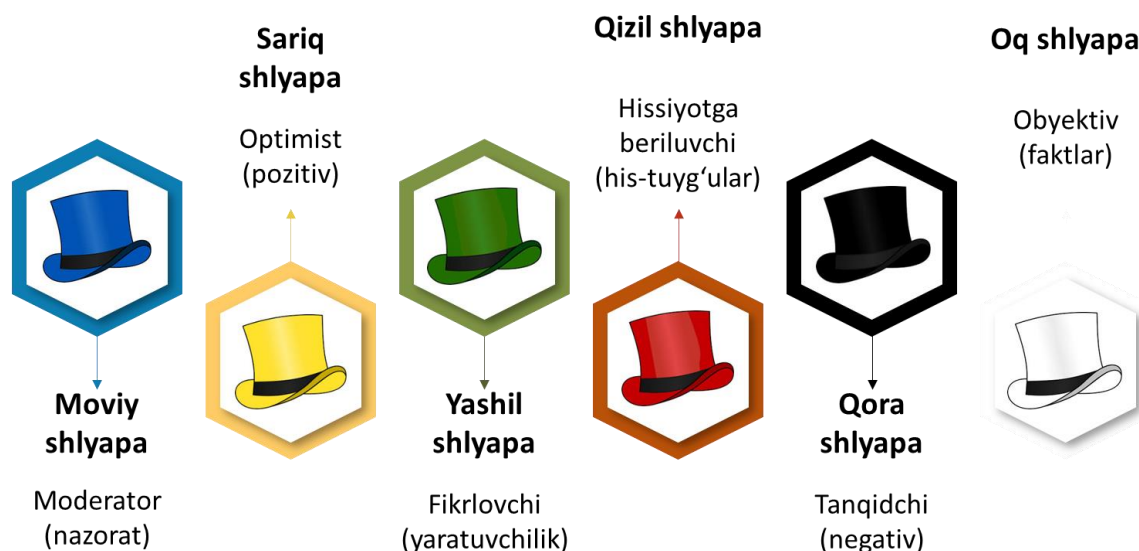 Moviy
shlyapa
Moderator
(nazorat)
Sariq
shlyapa
Optimist
(pozitiv)
Yashil
shlyapa
Fikrlovchi
(yaratuvchilik)
Qizil shlyapa
Hissiyotga
beriluvchi
(his-tuyg‘ular)
Qora
shlyapa
Tanqidchi
(negativ)
Oq shlyapa
Obyektiv
(faktlar)